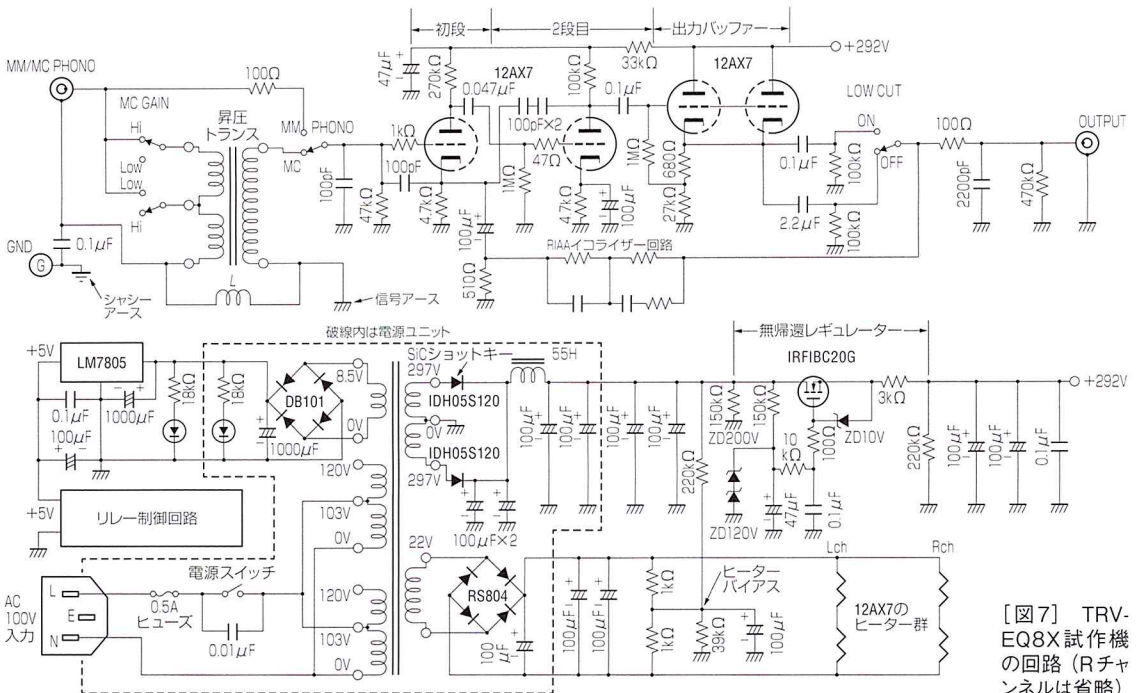 初段
2段目
出力バッファー
+292V
MM/MC PHONO
100Ω
47μF
+
-
270kΩ
0.047μF
100kΩ
33kΩ
0.1μF
12AX7
12AX7
LOW CUT
MC GAIN
Hi
Low
Low
Hi
昇圧
トランス
MM PHONO
MC
1kΩ
100pF×2
47Ω
ON
OFF
100Ω
OUTPUT
100pF
100pF
47kΩ
4.7kΩ
1MΩ
4.7kΩ
100μF
1MΩ
680Ω
27kΩ
0.1μF
100kΩ
2.2μF
100kΩ
2200pF
470kΩ
GND
G
0.1μF
シャシー
アース
L
信号アース
100μF
510Ω
RIAAイコライザー回路
破線内は電源ユニット
無帰還レギュレーター
+5V
LM7805
0.1μF
1000μF
100μF
18kΩ
18kΩ
DB101
1000μF
8.5V
0V
SiCショットキー
297V
IDH05S120
0V
IDH05S120
297V
55H
100μF×2
100μF
100μF
100μF
100μF
220kΩ
150kΩ
150kΩ
ZD200V
ZD120V
10
kΩ
47μF
100Ω
0.1μF
IRFIBC20G
ZD10V
3kΩ
220kΩ
100μF
100μF
0.1μF
+292V
+5V
リレー制御回路
120V
103V
0V
120V
103V
0V
22V
RS804
AC
100V
入力
L
E
N
0.5A
ヒューズ
電源スイッチ
0.01μF
100μF
100μF
100μF
1kΩ
1kΩ
39kΩ
ヒーター
バイアス
100μF
Lch
Rch
12AX7の
ヒーター群
[図7] TRV-
EQ8X試作機
の回路(Rチャ
ンネルは省略)